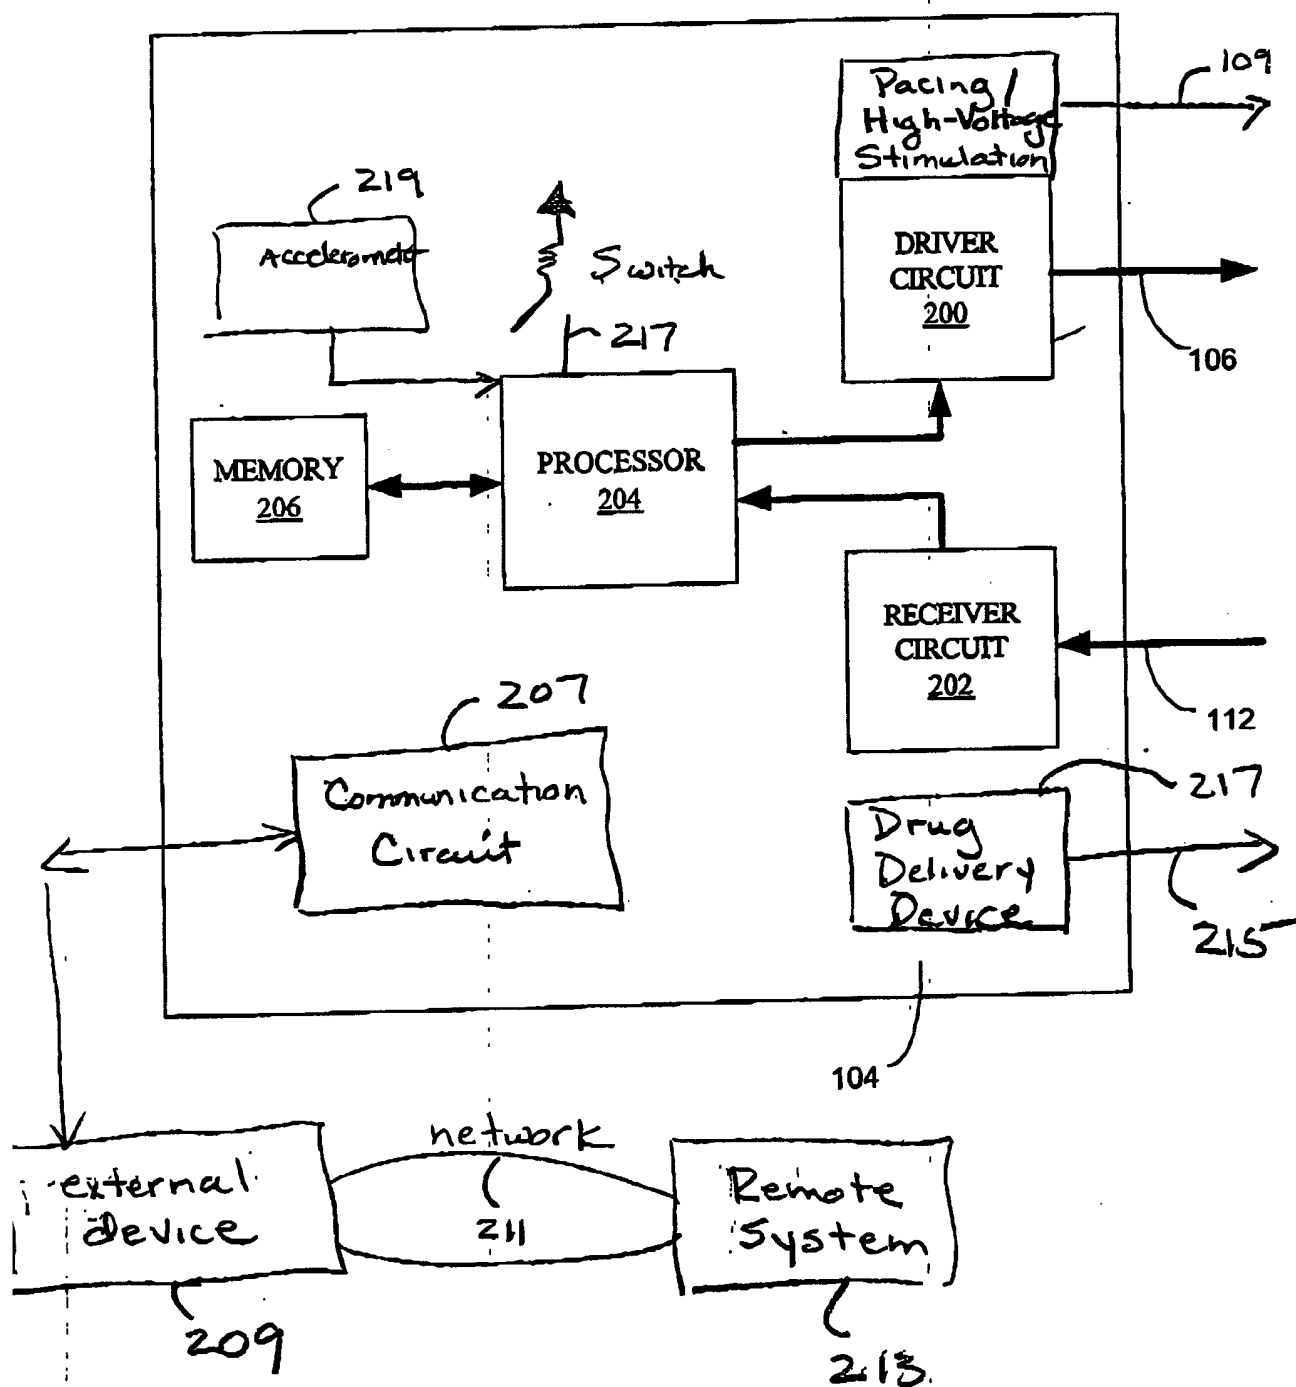 109
Pacing /
High-Voltage
Stimulation
219
Accelerometer
Switch
217
DRIVER
CIRCUIT
200
106
MEMORY
206
PROCESSOR
204
RECEIVER
CIRCUIT
202
112
207
Communication
Circuit
217
Drug
Delivery
Device
215
104
network
211
external
device
209
Remote
System
213